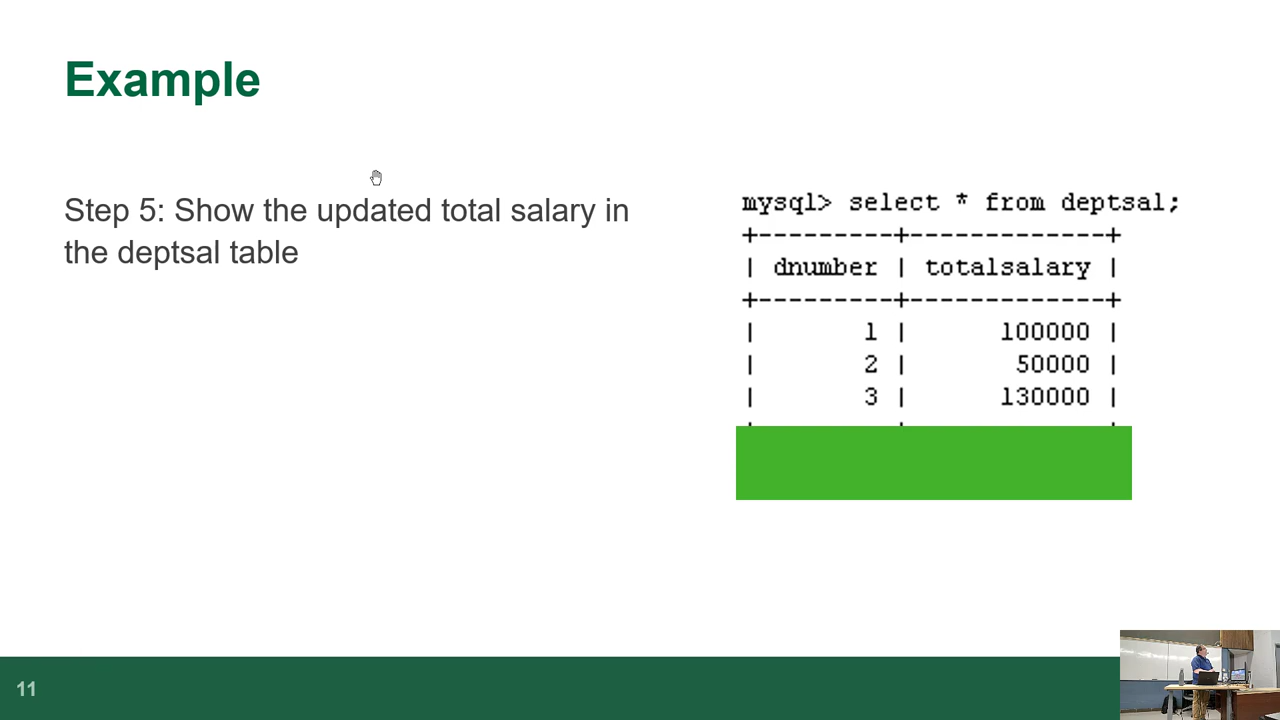 Example
Step 5: Show the updated total salary in
the deptsal table
mysql> select * from deptsal;
+---------+-------------+
| dnumber | totalsalary |
+---------+-------------+
|       1 |      100000 |
|       2 |       50000 |
|       3 |      130000 |
11